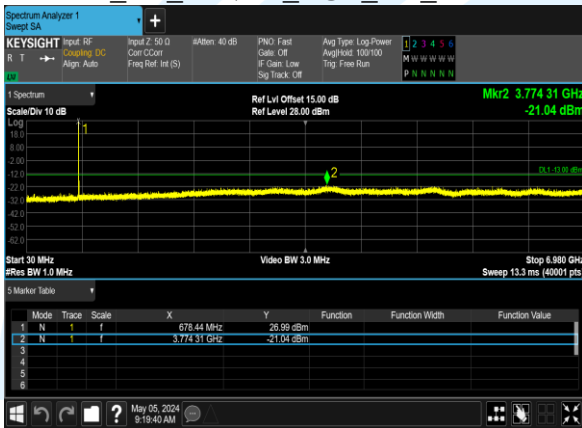 Spectrum Analyzer 1
Swept SA
+
KEYSIGHT
R T
LV
Input: RF
Coupling: DC
Align: Auto
Input Z: 50 Ω
Corr CCorr
Freq Ref: Int (S)
#Atten: 40 dB
PNO: Fast
Gate: Off
IF Gain: Low
Sig Track: Off
Avg Type: Log-Power
Avg|Hold: 100/100
Trig: Free Run
1 2 3 4 5 6
M W W W W W
P N N N N N
1 Spectrum
Scale/Div 10 dB
Ref Lvl Offset 15.00 dB
Ref Level 28.00 dBm
Mkr2 3.774 31 GHz
-21.04 dBm
Log
18.0
8.00
-2.00
-12.0
-22.0
-32.0
-42.0
-52.0
-62.0
1
2
DL1 -13.00 dBm
Start 30 MHz
#Res BW 1.0 MHz
Video BW 3.0 MHz
Stop 6.980 GHz
Sweep 13.3 ms (40001 pts)
5 Marker Table
Mode Trace Scale X Y Function Function Width Function Value
1 N 1 f 678.44 MHz 26.99 dBm
2 N 1 f 3.774 31 GHz -21.04 dBm
3
4
5
6
?
May 05, 2024
9:19:40 AM